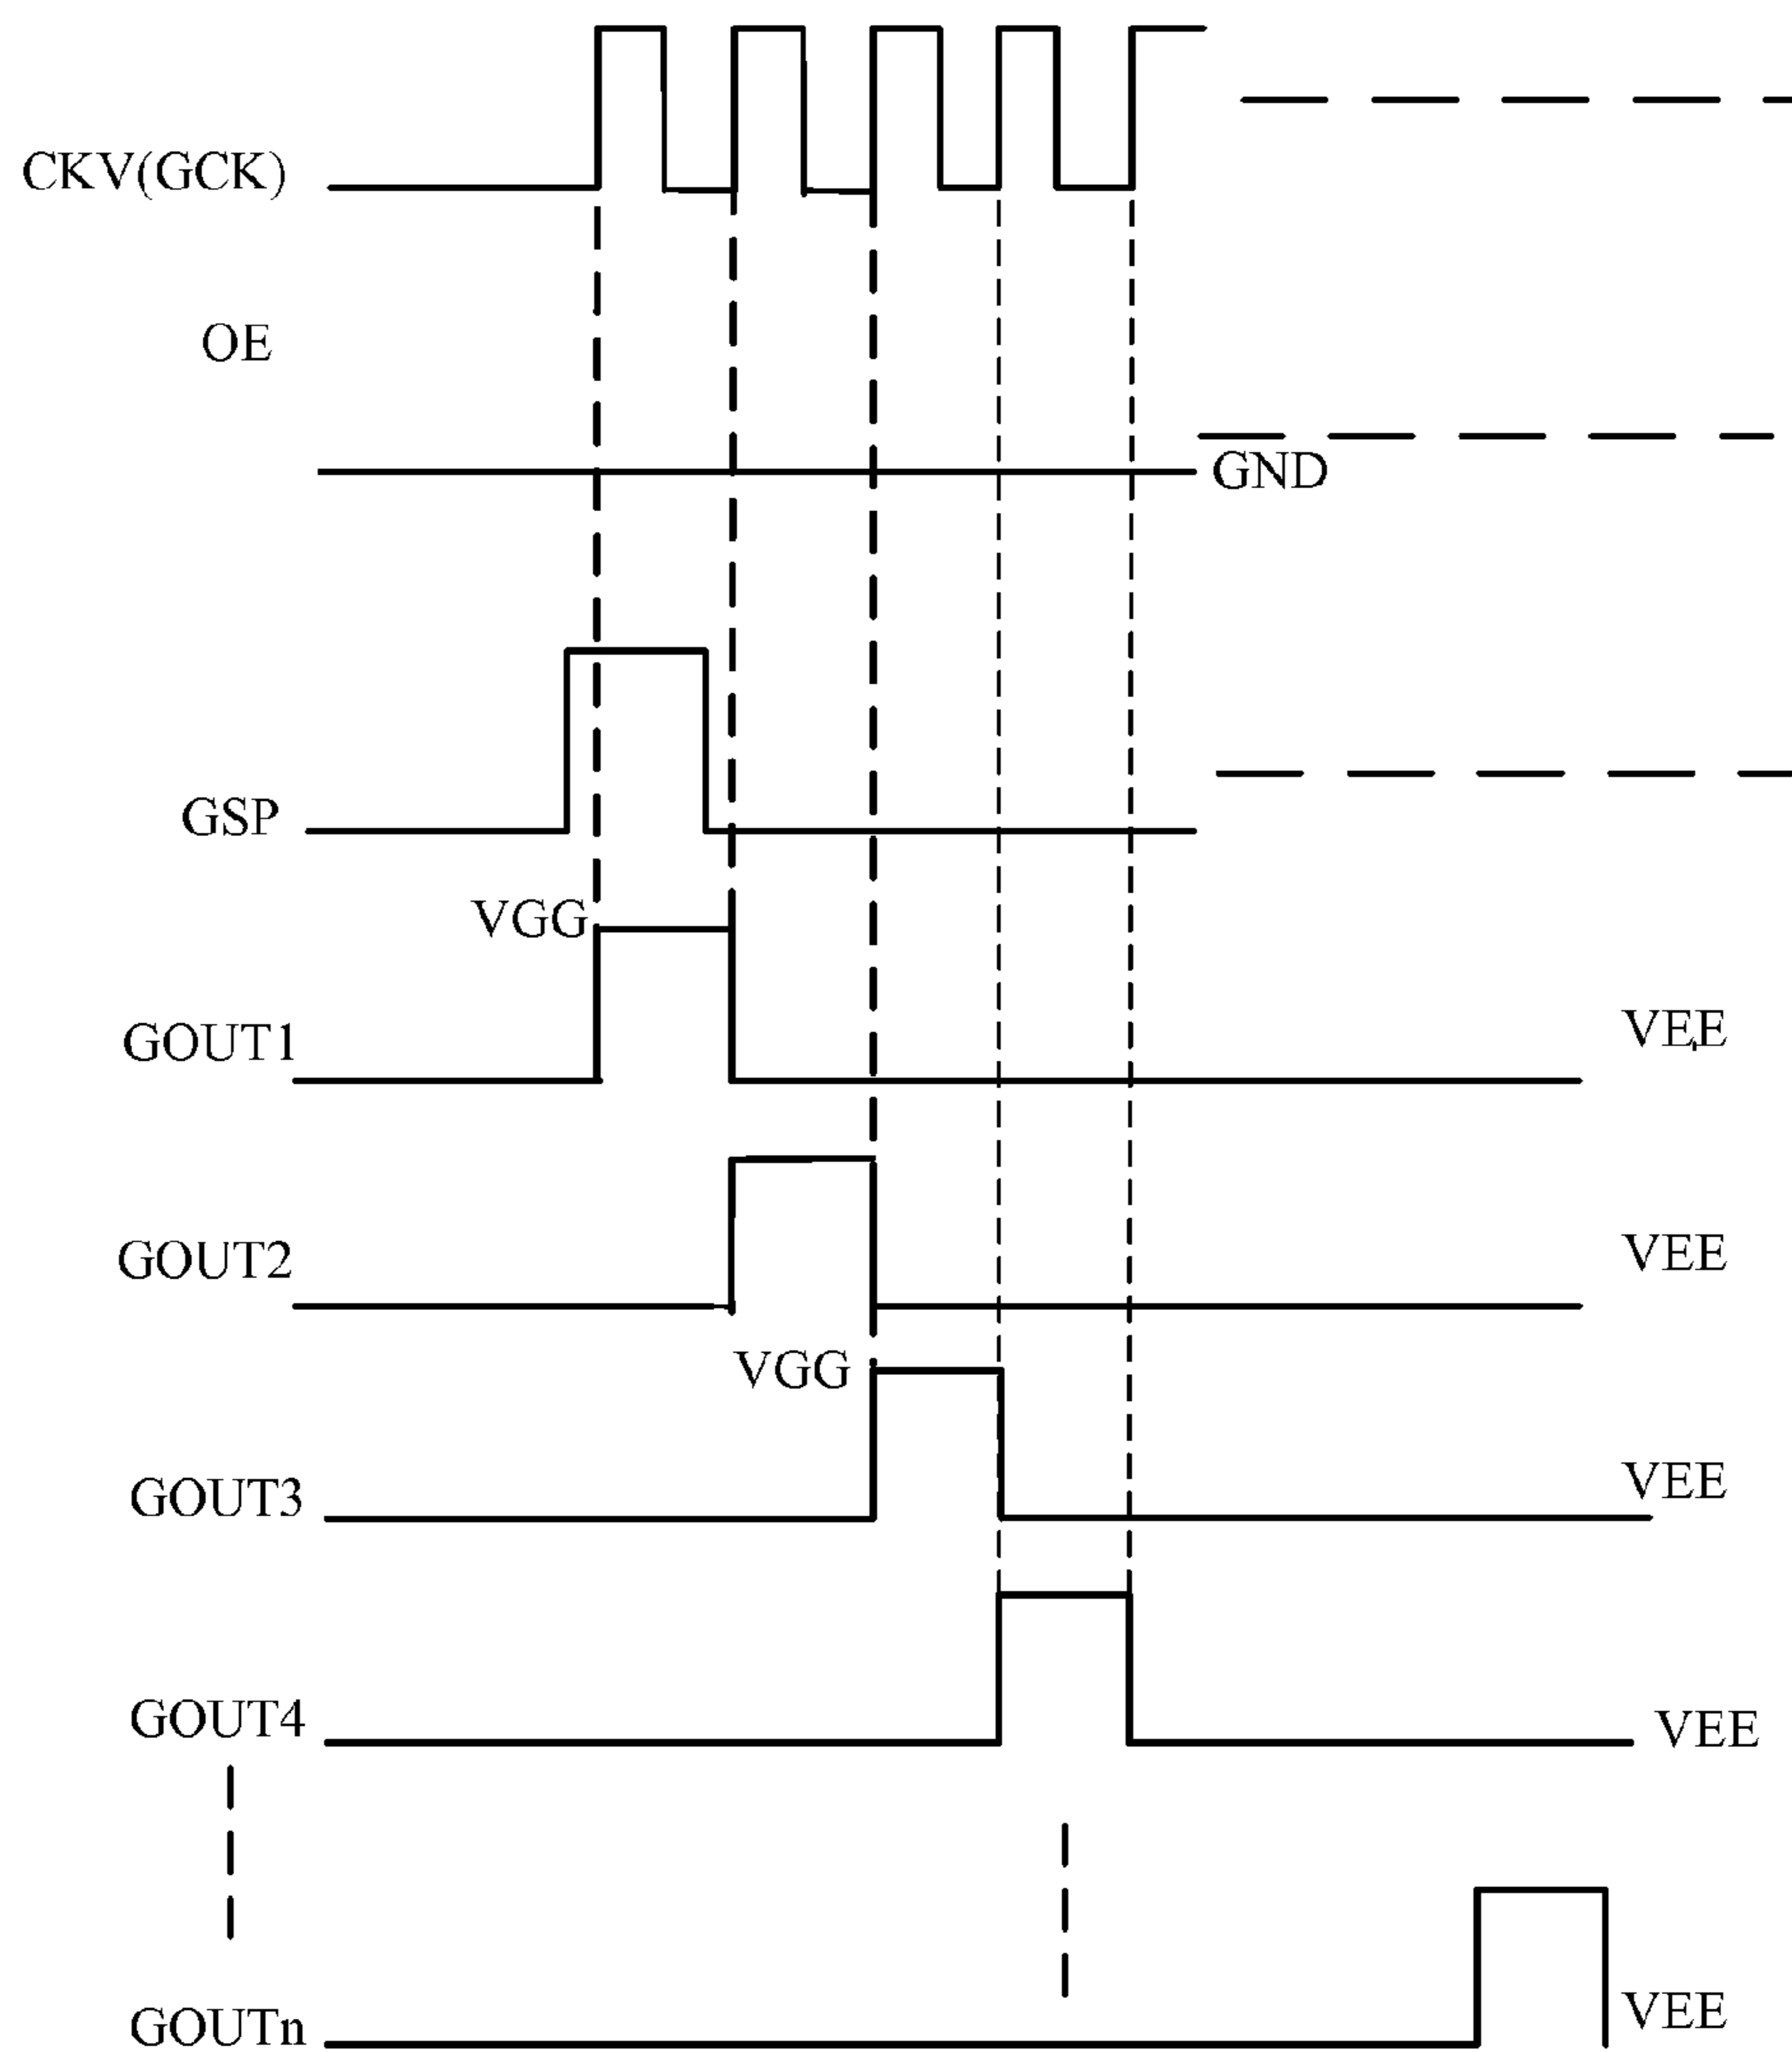 CKV(GCK)
OE
GND
GSP
VGG
GOUT1
VEE
GOUT2
VEE
VGG
GOUT3
VEE
GOUT4
VEE
GOUTn
VEE